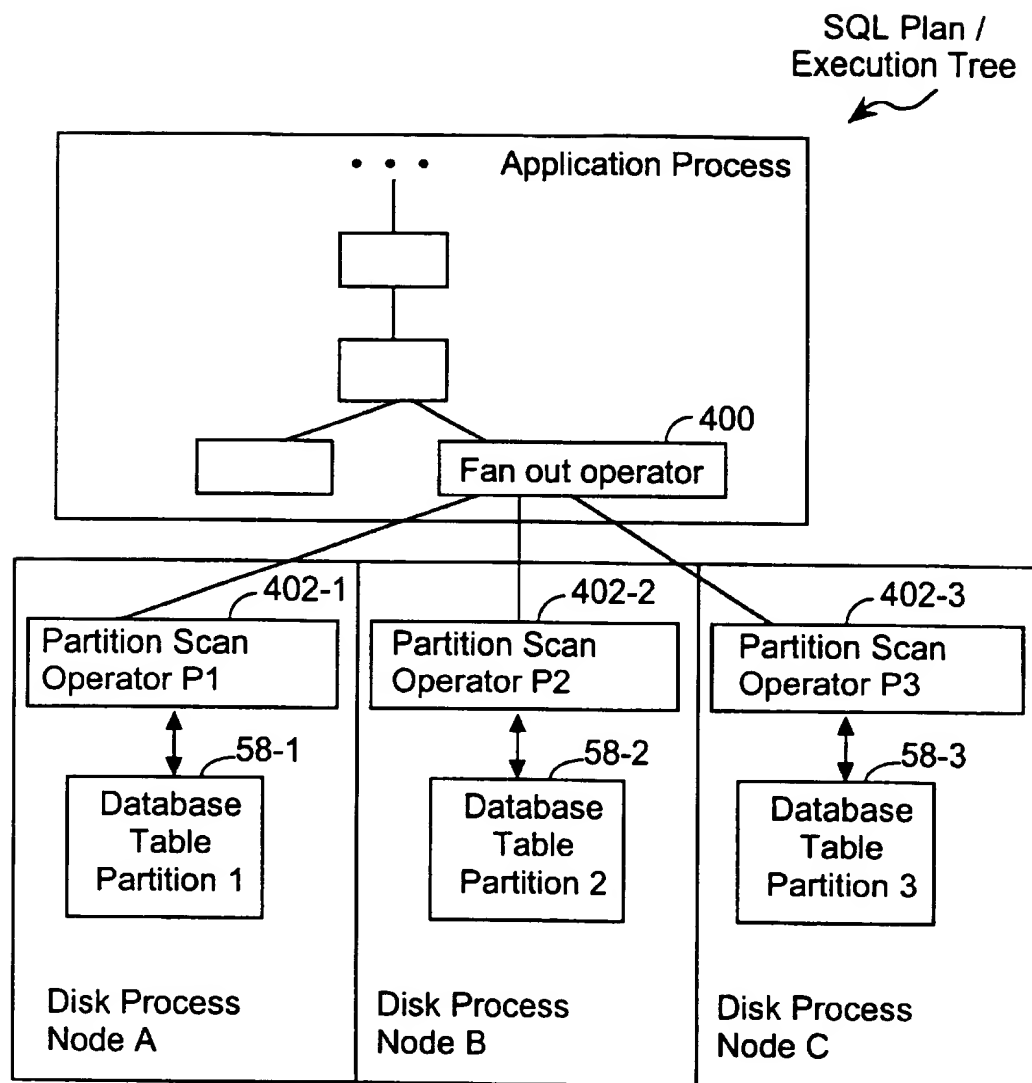 SQL Plan /
Execution Tree
• • •
Application Process
400
Fan out operator
402-1
402-2
402-3
Partition Scan
Operator P1
Partition Scan
Operator P2
Partition Scan
Operator P3
58-1
58-2
58-3
Database
Table
Partition 1
Database
Table
Partition 2
Database
Table
Partition 3
Disk Process
Node A
Disk Process
Node B
Disk Process
Node C